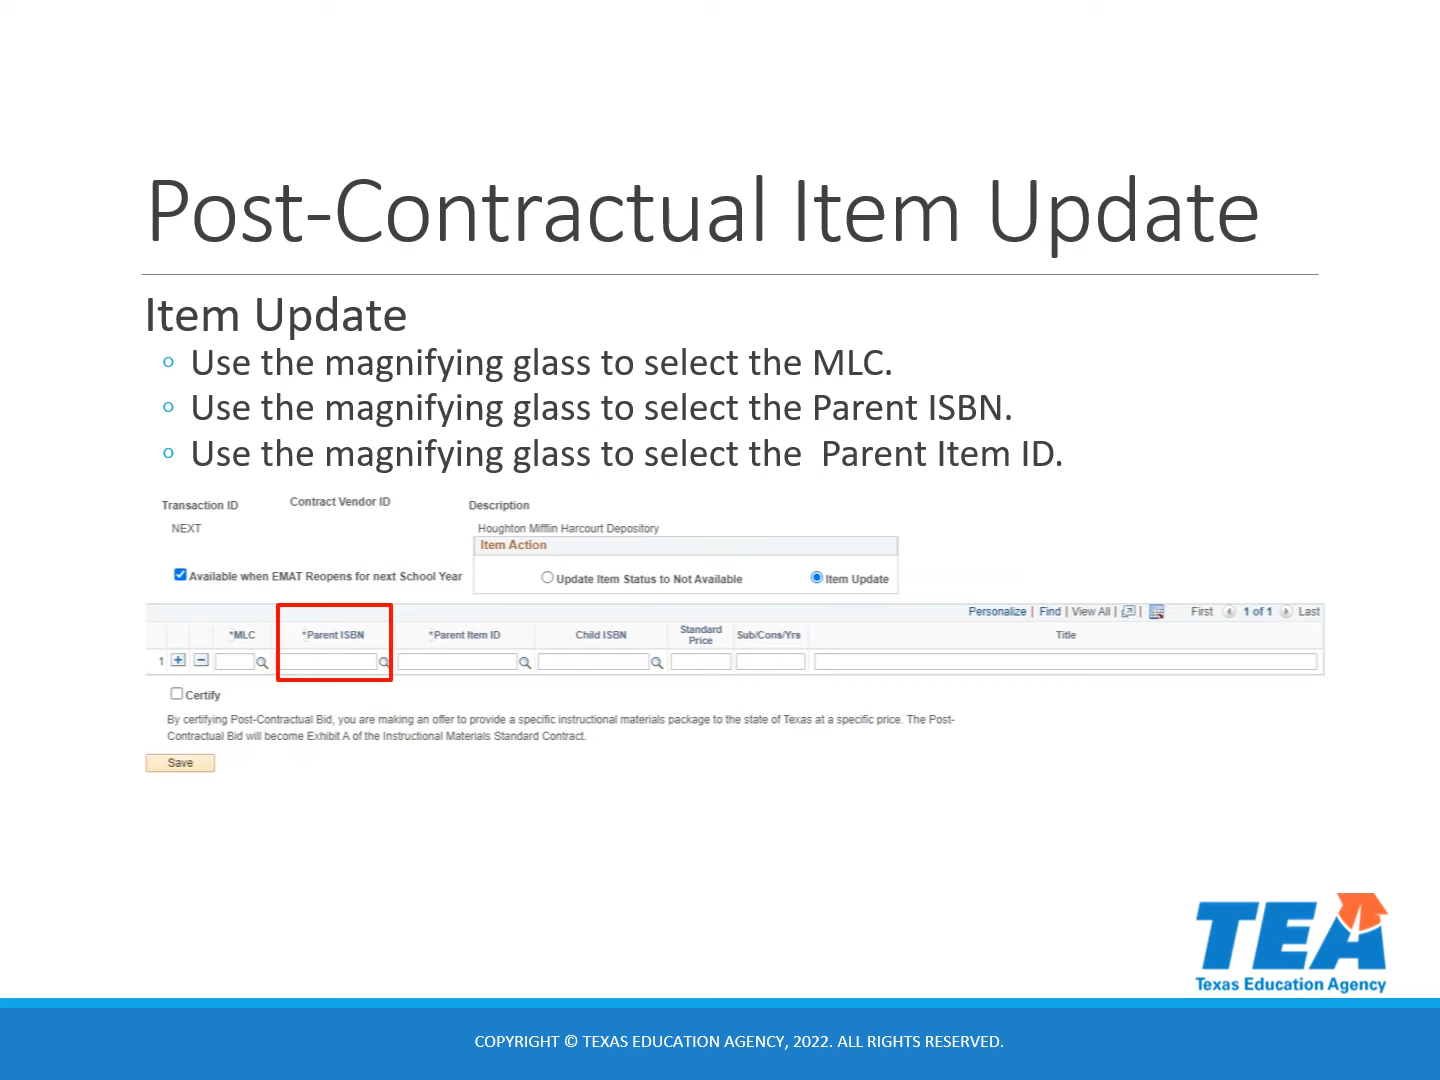 Post-Contractual Item Update
Item Update
Use the magnifying glass to select the MLC.
Use the magnifying glass to select the Parent ISBN.
Use the magnifying glass to select the  Parent Item ID.
Transaction ID Contract Vendor ID Description
NEXT Houghton Mifflin Harcourt Depository
Item Action
Available when EMAT Reopens for next School Year Update Item Status to Not Available Item Update
Personalize | Find | View All | | First 1 of 1 Last
*MLC *Parent ISBN *Parent Item ID Child ISBN Standard Price Sub/Cons/Yrs Title
1
Certify
By certifying Post-Contractual Bid, you are making an offer to provide a specific instructional materials package to the state of Texas at a specific price. The Post-
Contractual Bid will become Exhibit A of the Instructional Materials Standard Contract.
Save
TEA
Texas Education Agency
COPYRIGHT © TEXAS EDUCATION AGENCY, 2022. ALL RIGHTS RESERVED.